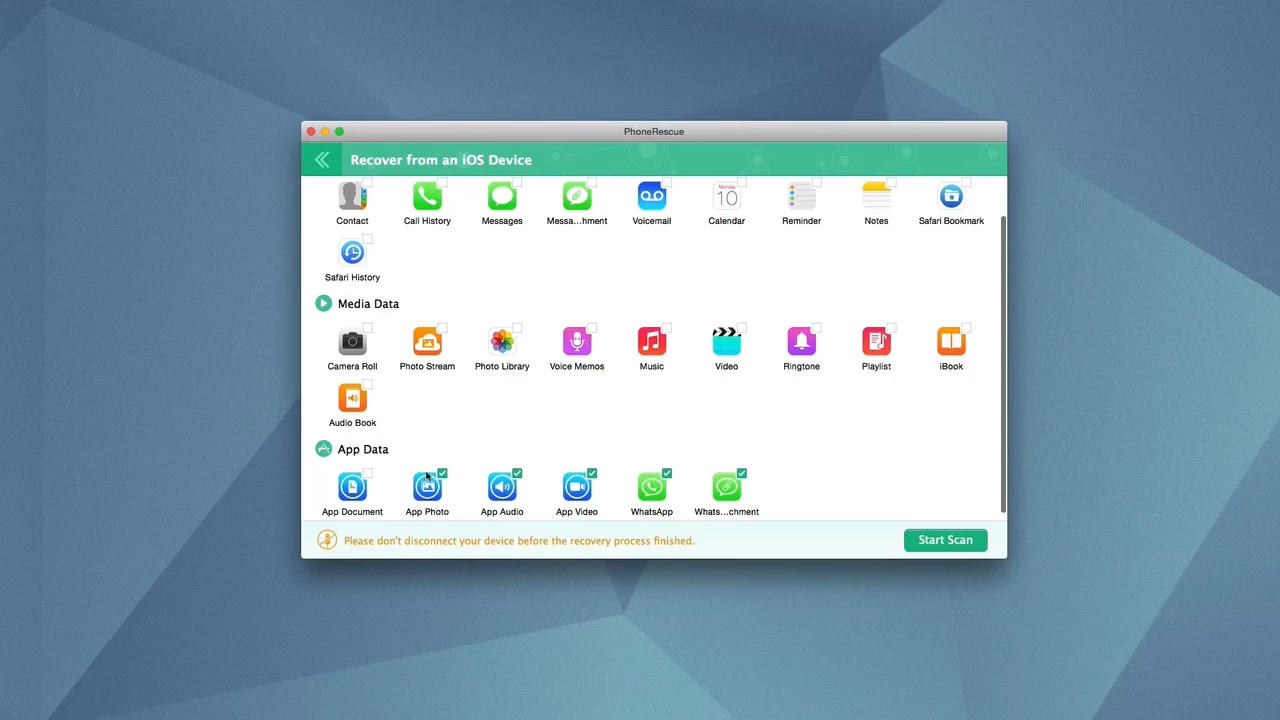 PhoneRescue
Recover from an iOS Device
Contact Call History Messages Messa...hment Voicemail Monday 10 Calendar Reminder Notes Safari Bookmark
Safari History
Media Data
Camera Roll Photo Stream Photo Library Voice Memos Music Video Ringtone Playlist iBook
Audio Book
App Data
App Document App Photo App Audio App Video WhatsApp Whats...chment
Please don't disconnect your device before the recovery process finished.
Start Scan